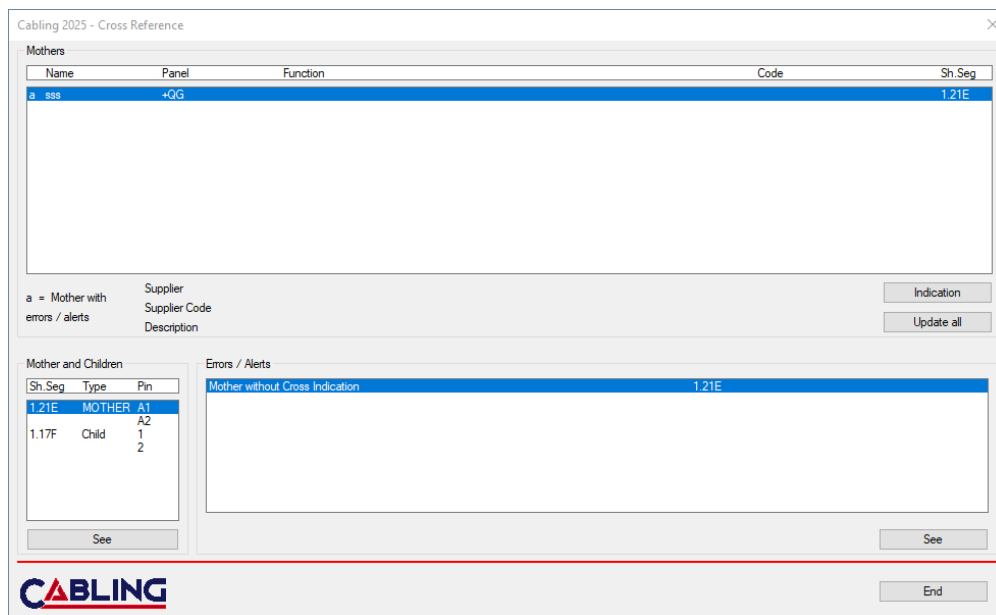 Cabling 2025 - Cross Reference
Mothers
Name Panel Function Code Sh.Seg
a sss +QG 1.21E
a = Mother with
errors / alerts
Supplier
Supplier Code
Description
Indication
Update all
Mother and Children
Sh.Seg Type Pin
1.21E MOTHER A1
A2
1.17F Child 1
2
See
Errors / Alerts
Mother without Cross Indication 1.21E
See
CABLING
End